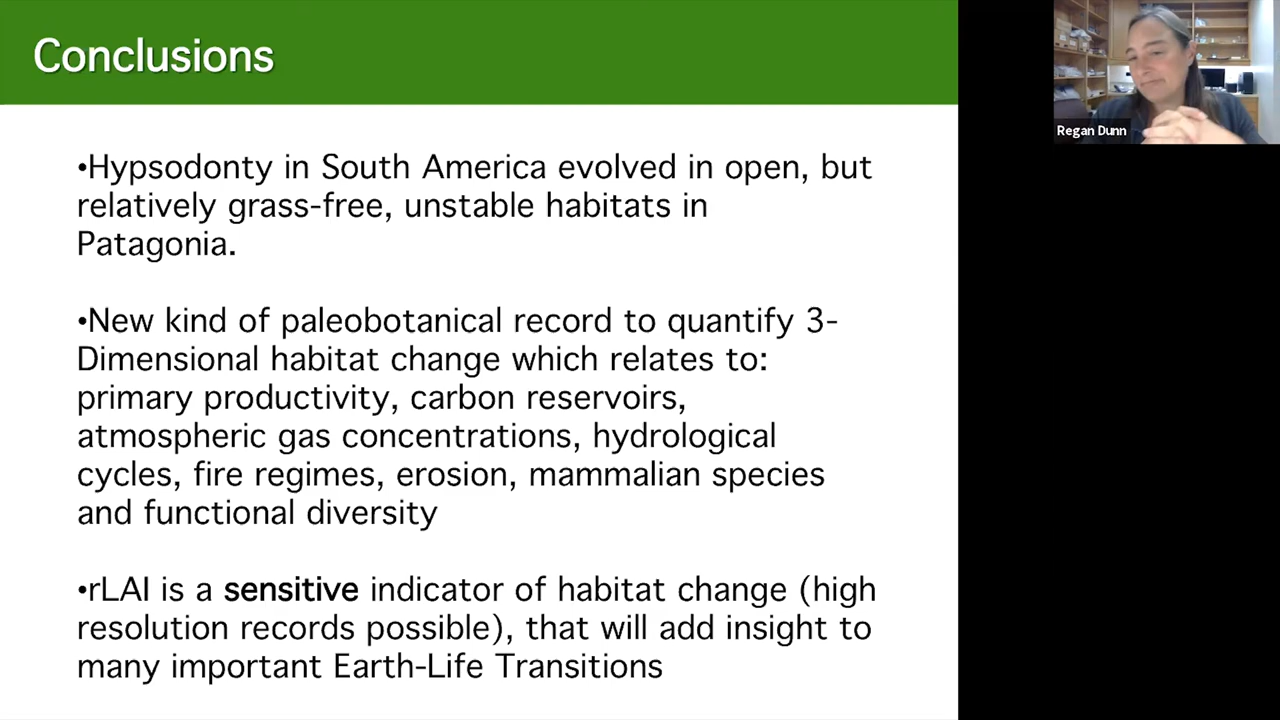 Conclusions
•Hypsodonty in South America evolved in open, but
relatively grass-free, unstable habitats in
Patagonia.
•New kind of paleobotanical record to quantify 3-
Dimensional habitat change which relates to:
primary productivity, carbon reservoirs,
atmospheric gas concentrations, hydrological
cycles, fire regimes, erosion, mammalian species
and functional diversity
•rLAI is a sensitive indicator of habitat change (high
resolution records possible), that will add insight to
many important Earth-Life Transitions
Regan Dunn